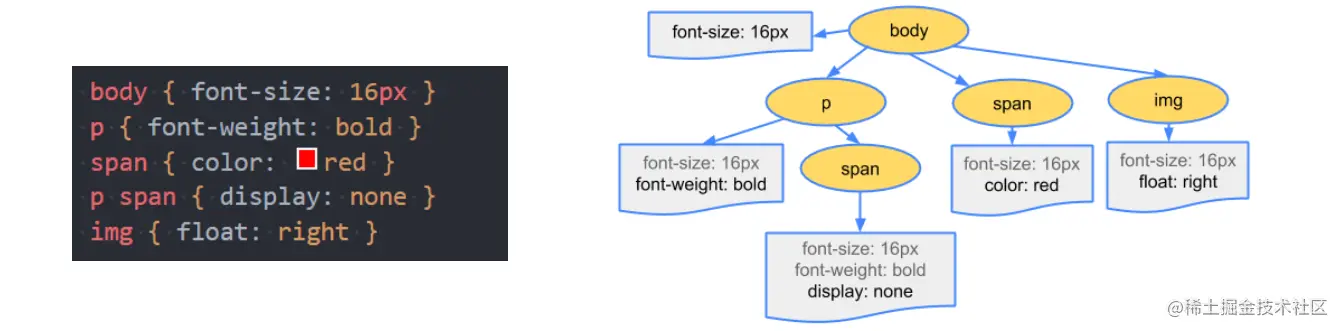 body { font-size: 16px }
p { font-weight: bold }
span { color: red }
p span { display: none }
img { float: right }
font-size: 16px
body
p
span
img
font-size: 16px
font-weight: bold
span
font-size: 16px
color: red
font-size: 16px
float: right
font-size: 16px
font-weight: bold
display: none
@稀土掘金技术社区